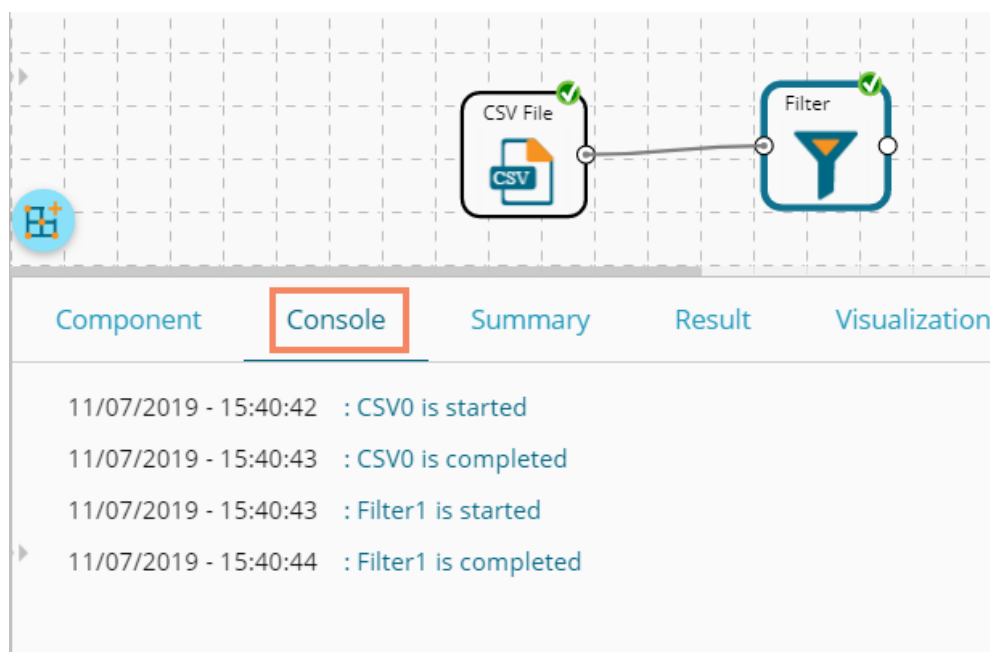 CSV File
Filter
CSV
Component Console Summary Result Visualization
11/07/2019 - 15:40:42 : CSV0 is started
11/07/2019 - 15:40:43 : CSV0 is completed
11/07/2019 - 15:40:43 : Filter1 is started
11/07/2019 - 15:40:44 : Filter1 is completed